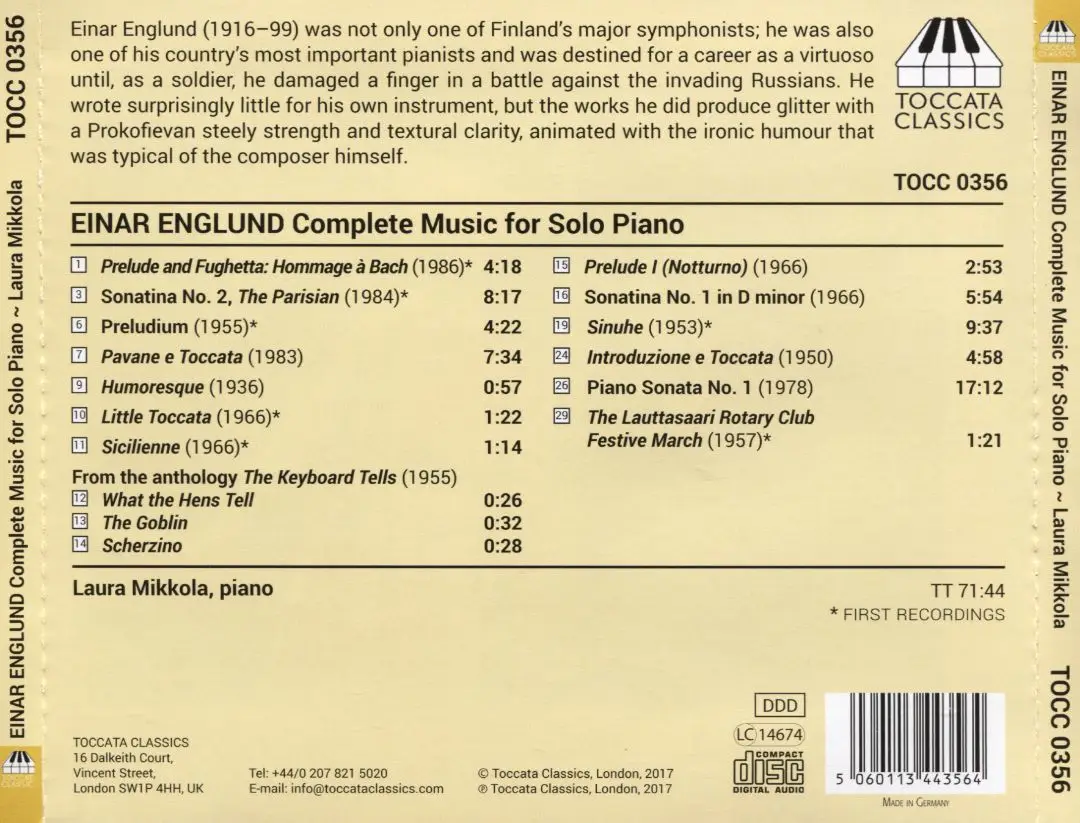 TOCC 0356
EINAR ENGLUND Complete Music for Solo Piano ~ Laura Mikkola
Einar Englund (1916–99) was not only one of Finland's major symphonists; he was also
one of his country's most important pianists and was destined for a career as a virtuoso
until, as a soldier, he damaged a finger in a battle against the invading Russians. He
wrote surprisingly little for his own instrument, but the works he did produce glitter with
a Prokofievan steely strength and textural clarity, animated with the ironic humour that
was typical of the composer himself.
TOCCATA
CLASSICS
TOCC 0356
EINAR ENGLUND Complete Music for Solo Piano
1 Prelude and Fughetta: Hommage à Bach (1986)* 4:18
3 Sonatina No. 2, The Parisian (1984)* 8:17
6 Preludium (1955)* 4:22
7 Pavane e Toccata (1983) 7:34
9 Humoresque (1936) 0:57
10 Little Toccata (1966)* 1:22
11 Sicilienne (1966)* 1:14
From the anthology The Keyboard Tells (1955)
12 What the Hens Tell 0:26
13 The Goblin 0:32
14 Scherzino 0:28
15 Prelude I (Notturno) (1966) 2:53
16 Sonatina No. 1 in D minor (1966) 5:54
19 Sinuhe (1953)* 9:37
24 Introduzione e Toccata (1950) 4:58
26 Piano Sonata No. 1 (1978) 17:12
29 The Lauttasaari Rotary Club
Festive March (1957)* 1:21
Laura Mikkola, piano
TT 71:44
* FIRST RECORDINGS
TOCCATA CLASSICS
16 Dalkeith Court,
Vincent Street,
London SW1P 4HH, UK
Tel: +44/0 207 821 5020
E-mail: info@toccataclassics.com
© Toccata Classics, London, 2017
℗ Toccata Classics, London, 2017
DDD
LC 14674
COMPACT
disc
DIGITAL AUDIO
5 060113 443564
MADE IN GERMANY
TOCCATA
CLASSICS
TOCCATA
CLASSICS
EINAR ENGLUND Complete Music for Solo Piano ~ Laura Mikkola
TOCC 0356